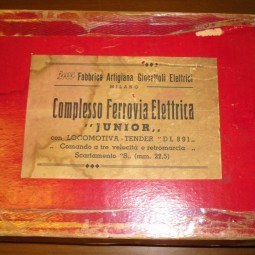 Fabbrica Artigiana Giocattoli Elettrici
MILANO
Complesso Ferrovia Elettrica
“JUNIOR„
con LOCOMOTIVA - TENDER "DL 891„
„ Comando a tre velocità e retromarcia „
Scartamento "S„ (mm. 22,5)